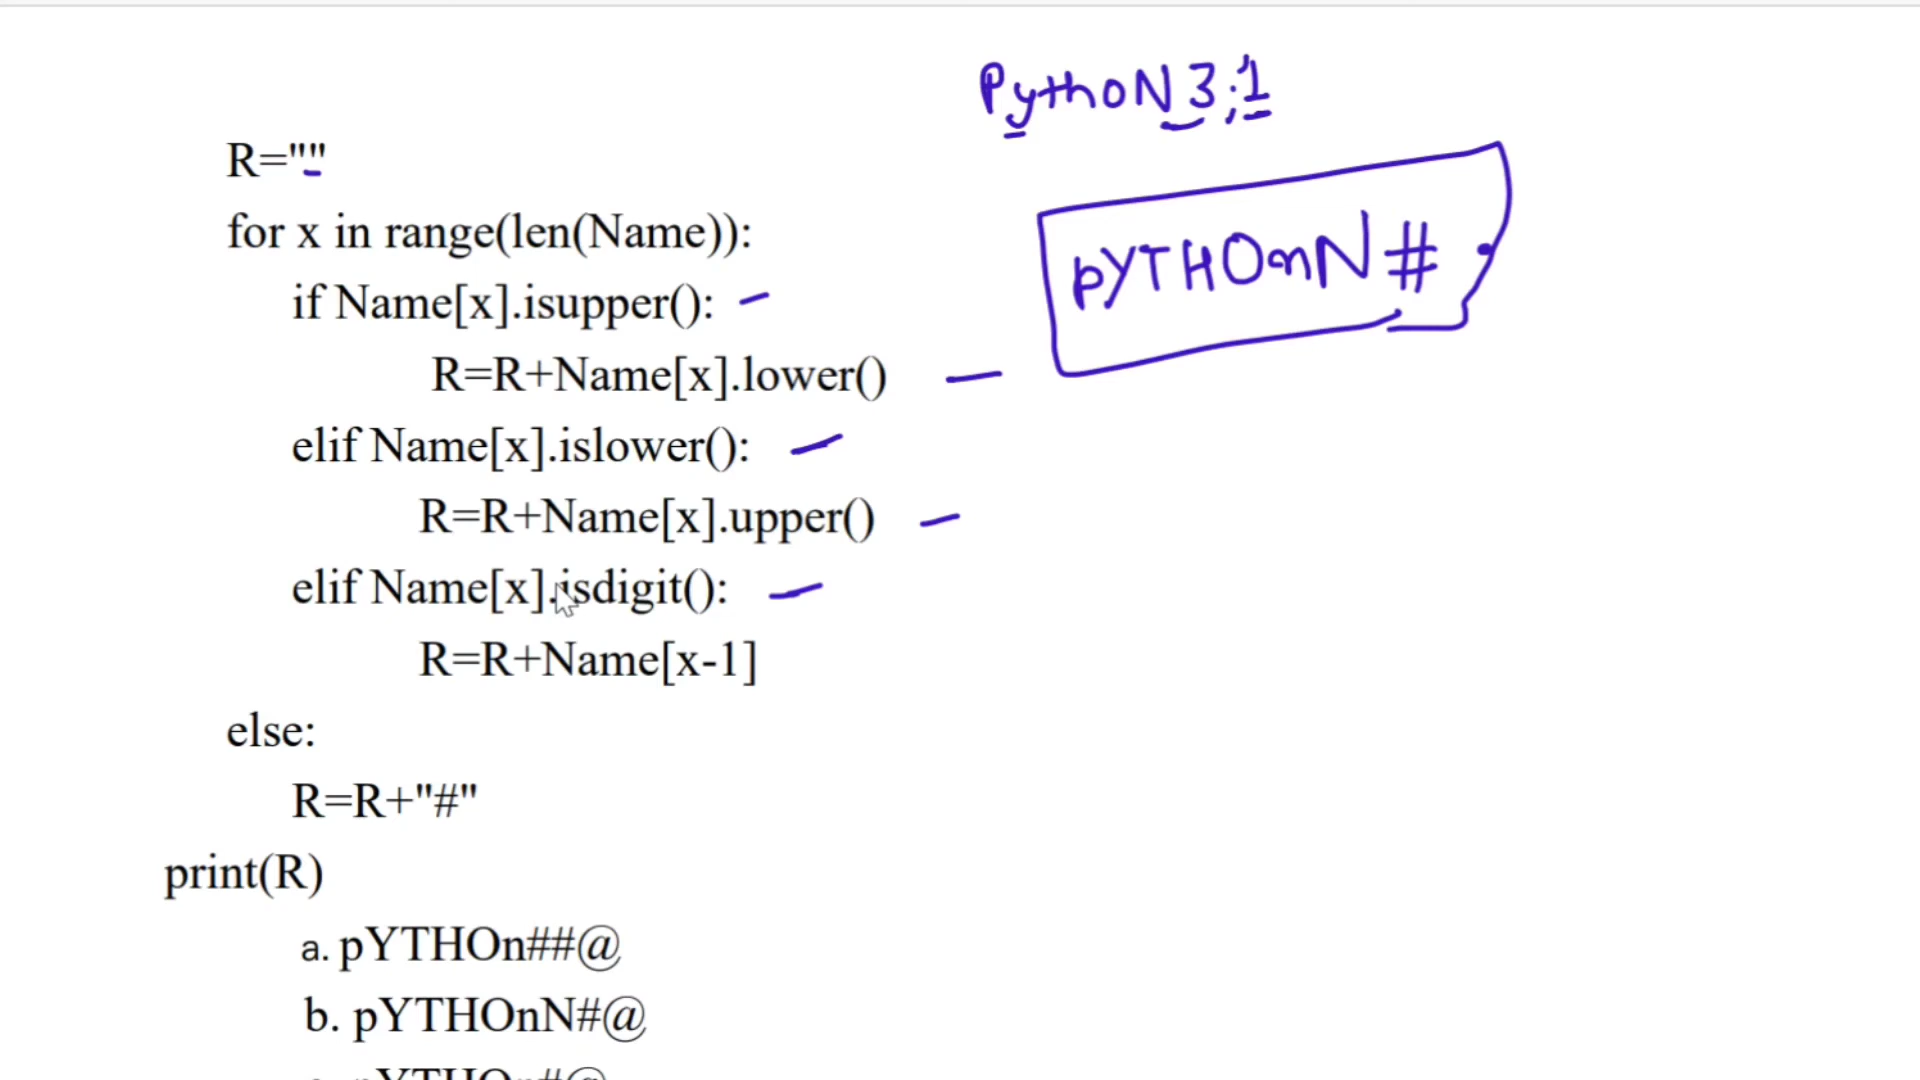 PythoN3;1
R=""
for x in range(len(Name)):
pYTHOnN#.
if Name[x].isupper():
R=R+Name[x].lower()
elif Name[x].islower():
R=R+Name[x].upper()
elif Name[x].isdigit():
R=R+Name[x-1]
else:
R=R+"#"
print(R)
a. pYTHOn##@
b. pYTHOnN#@